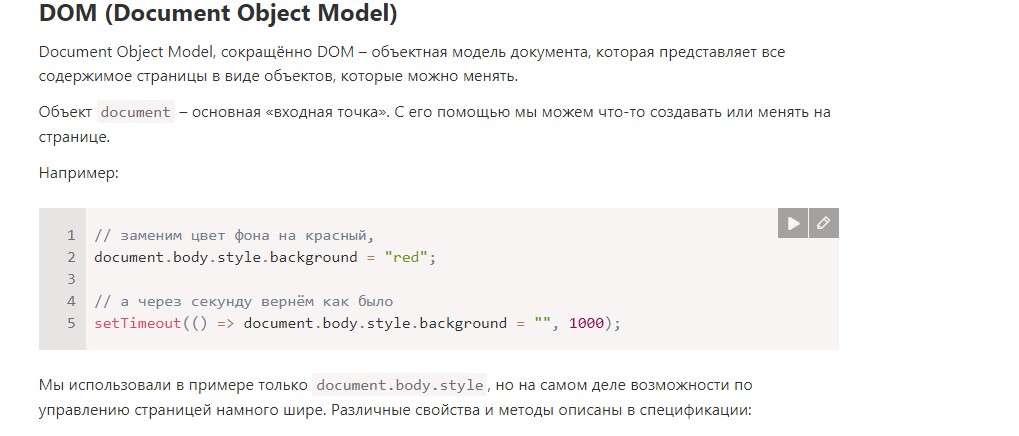 DOM (Document Object Model)
Document Object Model, сокращённо DOM – объектная модель документа, которая представляет все
содержимое страницы в виде объектов, которые можно менять.
Объект document – основная «входная точка». С его помощью мы можем что-то создавать или менять на
странице.
Например:
1 // заменим цвет фона на красный,
2 document.body.style.background = "red";
3
4 // а через секунду вернём как было
5 setTimeout(() => document.body.style.background = "", 1000);
Мы использовали в примере только document.body.style, но на самом деле возможности по
управлению страницей намного шире. Различные свойства и методы описаны в спецификации: